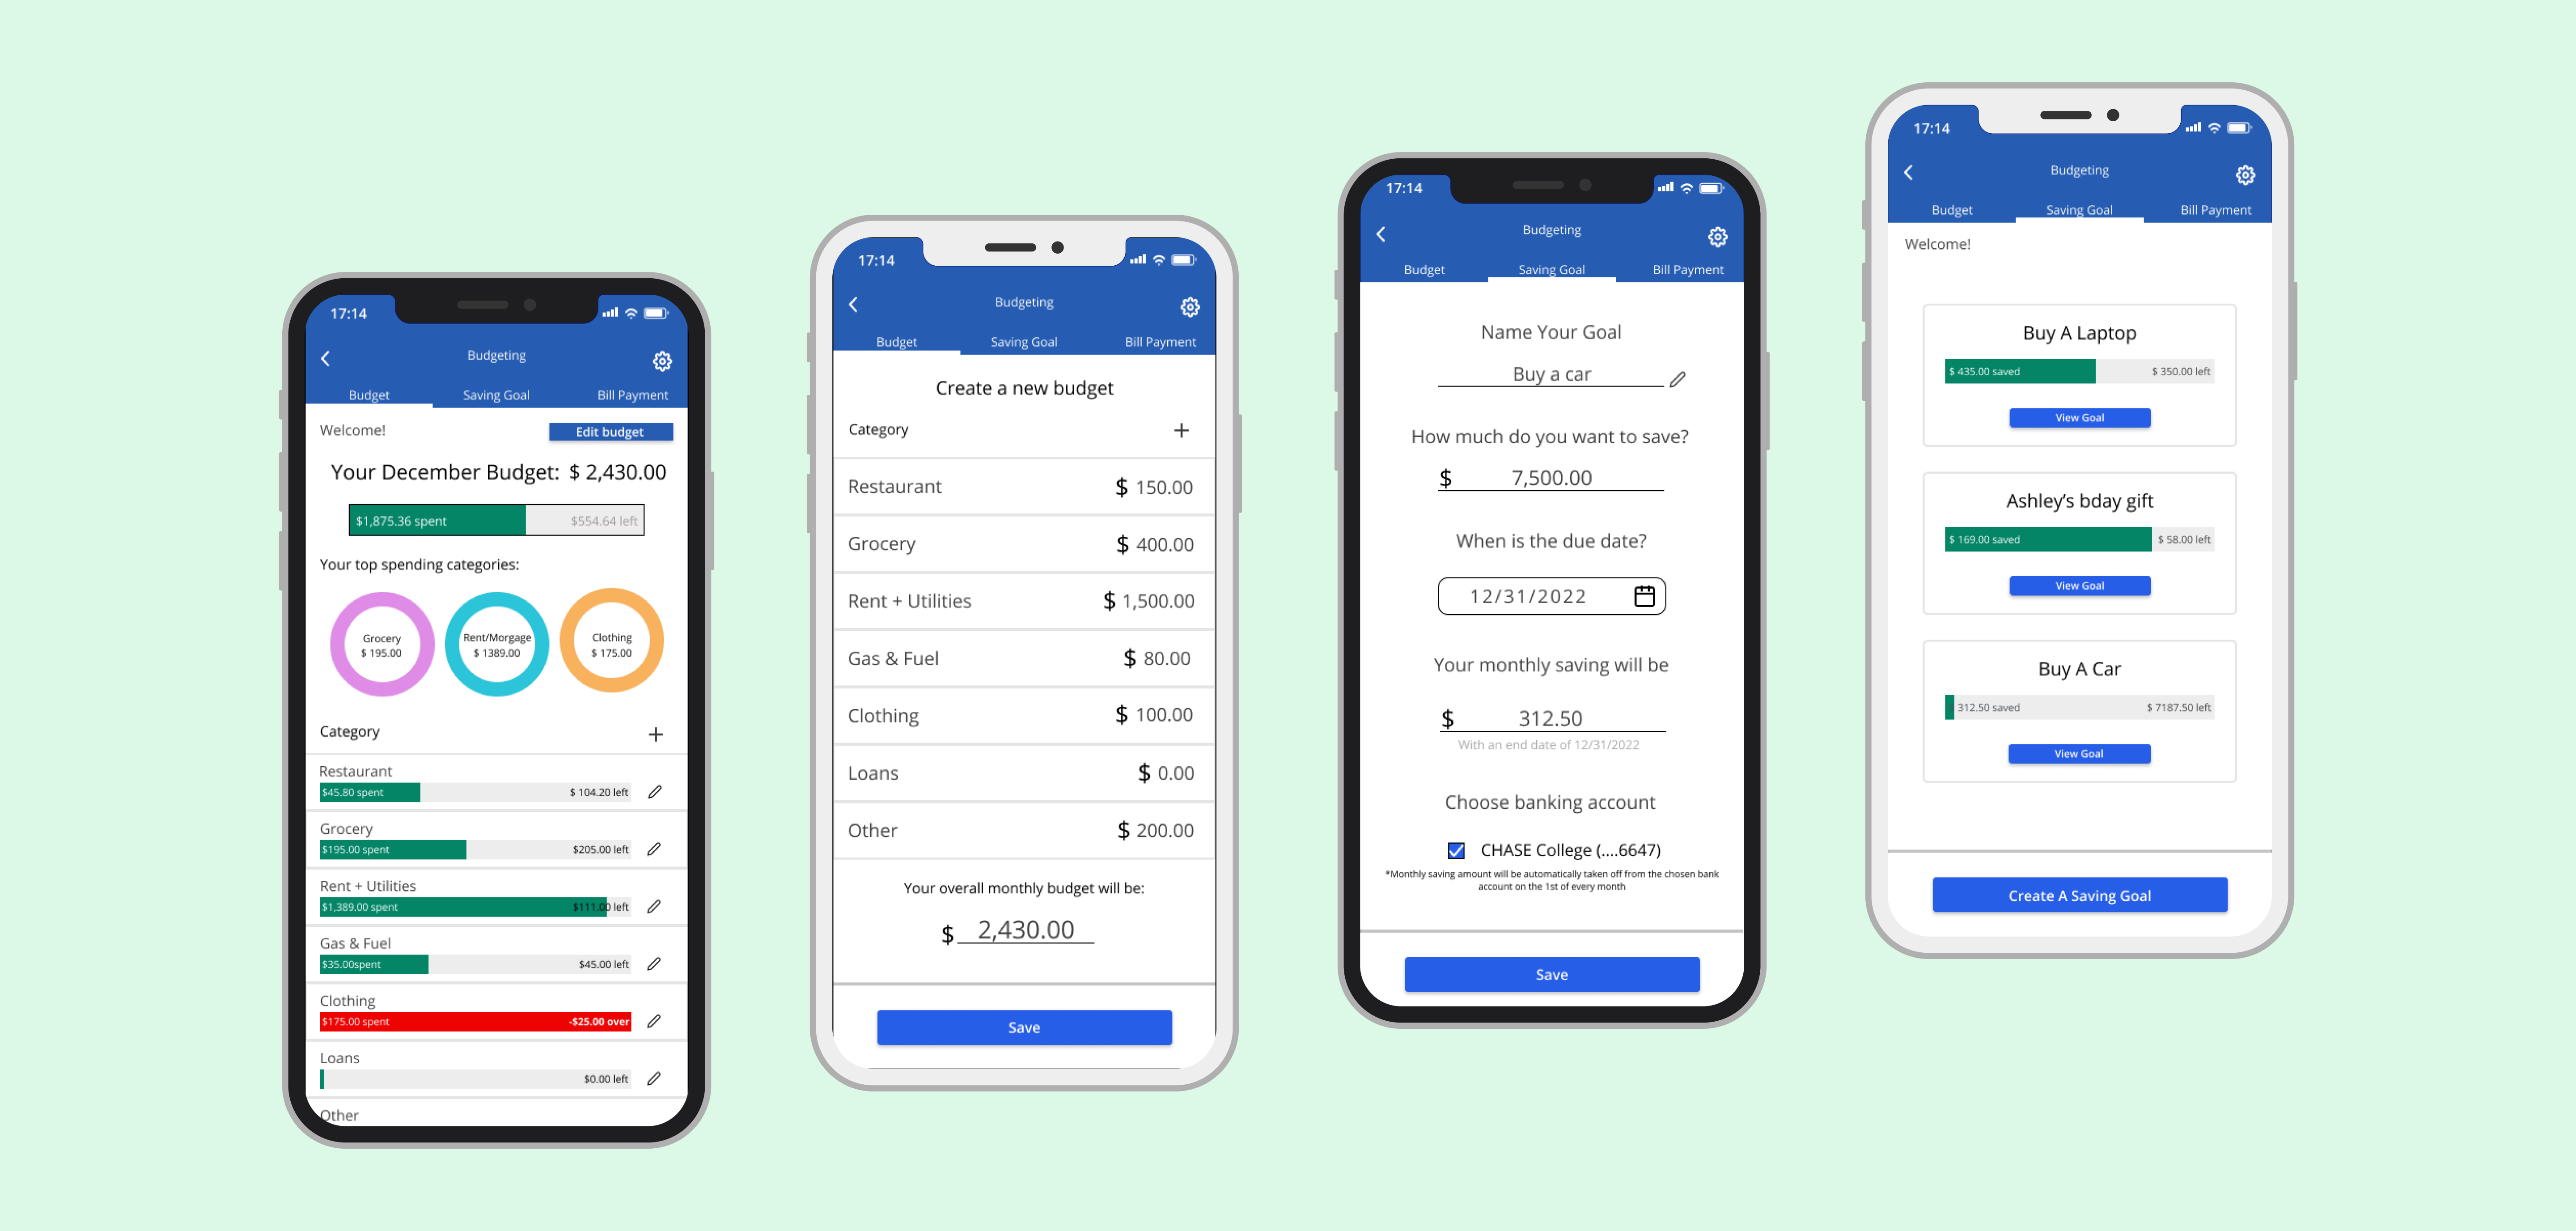 17:14
Budgeting
Budget Saving Goal Bill Payment
Welcome! Edit budget
Your December Budget: $ 2,430.00
$1,875.36 spent $554.64 left
Your top spending categories:
Grocery
$ 195.00
Rent/Morgage
$ 1389.00
Clothing
$ 175.00
Category +
Restaurant
$45.80 spent $ 104.20 left
Grocery
$195.00 spent $205.00 left
Rent + Utilities
$1,389.00 spent $111.00 left
Gas & Fuel
$35.00spent $45.00 left
Clothing
$175.00 spent -$25.00 over
Loans
$0.00 left
Other
17:14
Budgeting
Budget Saving Goal Bill Payment
Create a new budget
Category +
Restaurant $ 150.00
Grocery $ 400.00
Rent + Utilities $ 1,500.00
Gas & Fuel $ 80.00
Clothing $ 100.00
Loans $ 0.00
Other $ 200.00
Your overall monthly budget will be:
$ 2,430.00
Save
17:14
Budgeting
Budget Saving Goal Bill Payment
Name Your Goal
Buy a car
How much do you want to save?
$ 7,500.00
When is the due date?
12/31/2022
Your monthly saving will be
$ 312.50
With an end date of 12/31/2022
Choose banking account
CHASE College (....6647)
*Monthly saving amount will be automatically taken off from the chosen bank
account on the 1st of every month
Save
17:14
Budgeting
Budget Saving Goal Bill Payment
Welcome!
Buy A Laptop
$ 435.00 saved $ 350.00 left
View Goal
Ashley's bday gift
$ 169.00 saved $ 58.00 left
View Goal
Buy A Car
312.50 saved $ 7187.50 left
View Goal
Create A Saving Goal